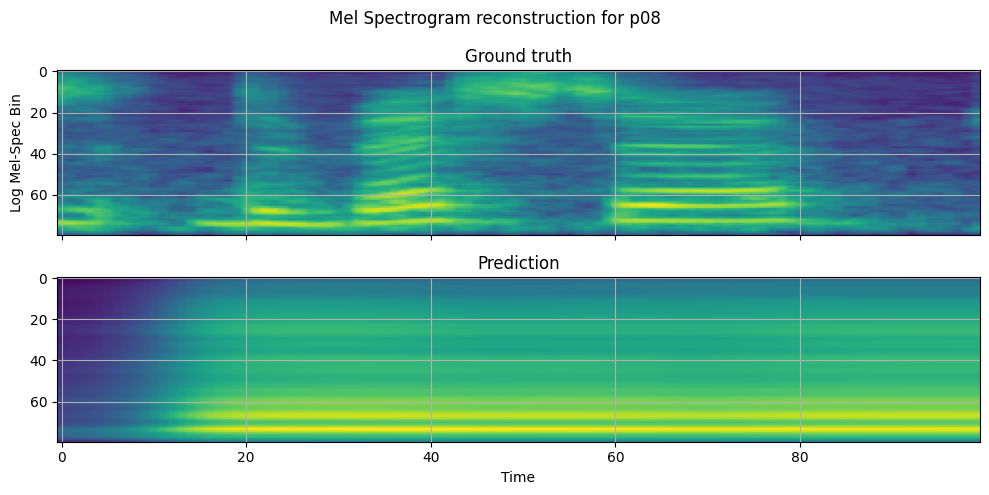 Mel Spectrogram reconstruction for p08
Ground truth
Log Mel-Spec Bin
0
20
40
60
Prediction
0
20
40
60
0 20 40 60 80
Time